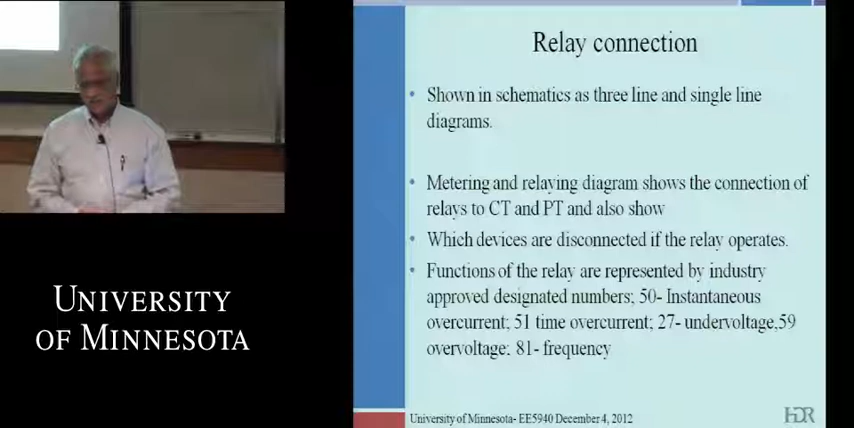 Relay connection
Shown in schematics as three line and single line
diagrams.
Metering and relaying diagram shows the connection of
relays to CT and PT and also show
Which devices are disconnected if the relay operates.
Functions of the relay are represented by industry
approved designated numbers; 50- Instantaneous
overcurrent; 51 time overcurrent; 27- undervoltage,59
overvoltage; 81- frequency
University of Minnesota- EE5940 December 4, 2012
HDR
UNIVERSITY
OF MINNESOTA